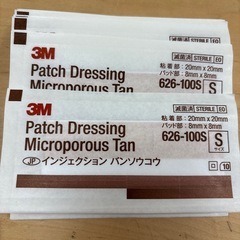 滅菌済 STERILE EO
3M
粘着部：20mm×20mm
パッド部：8mm×8mm
Patch Dressing
Microporous Tan
626-100S
S
サイズ
滅菌済 STERILE EO
3M
粘着部：20mm×20mm
パッド部：8mm×8mm
Patch Dressing
Microporous Tan
626-100S
S
サイズ
JP インジェクション バンソウコウ
10